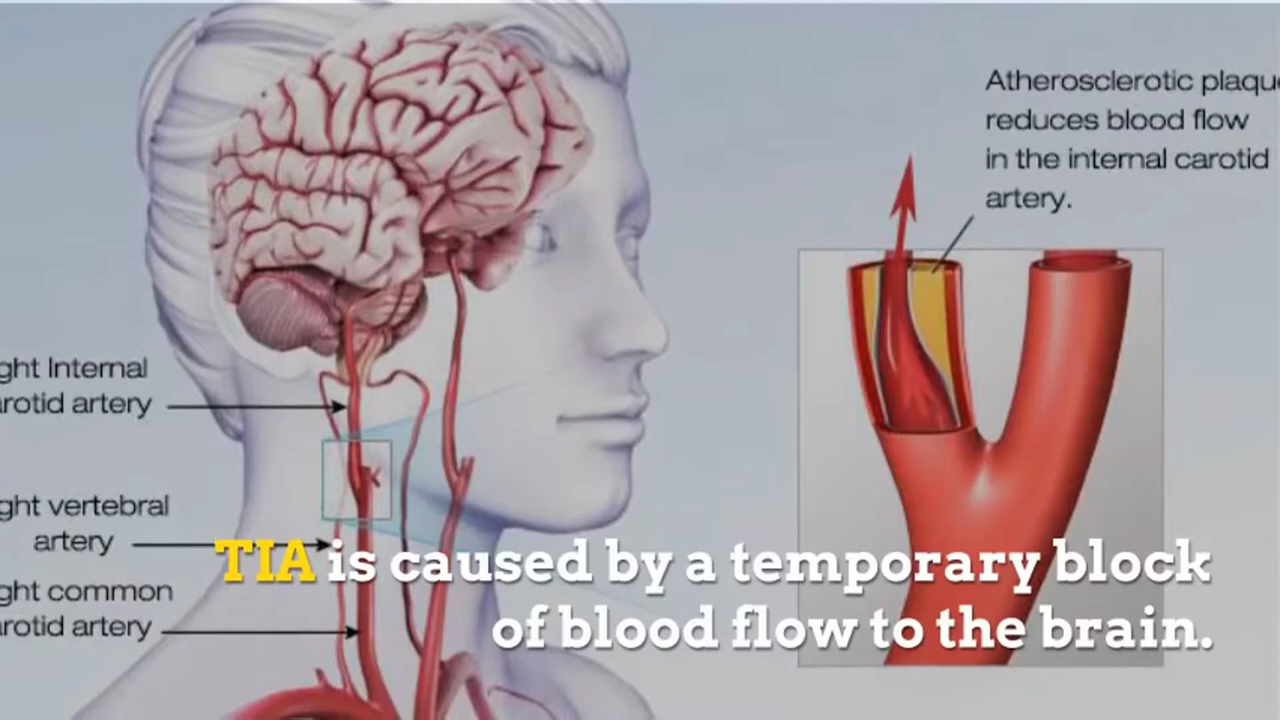 Atherosclerotic plaque
reduces blood flow
in the internal carotid
artery.
ght Internal
arotid artery
ght vertebral
artery
ght common
arotid artery
TIA is caused by a temporary block
of blood flow to the brain.